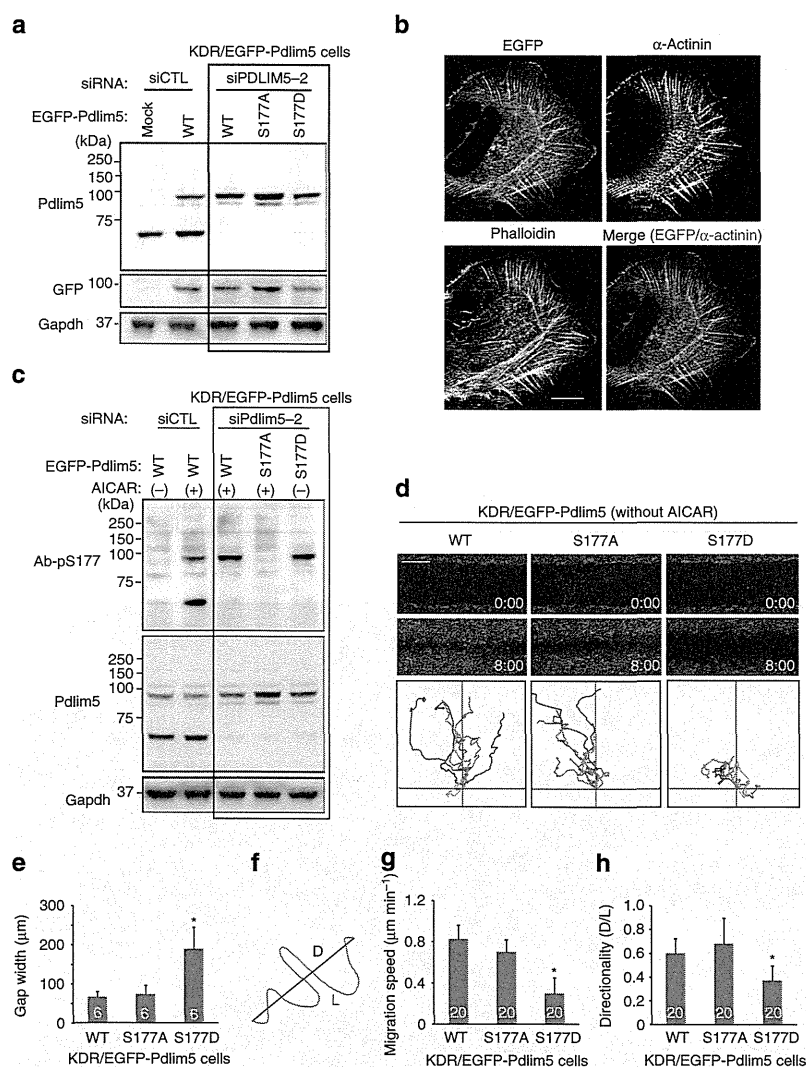 a
KDR/EGFP-Pdlim5 cells
siRNA: siCTL siPDLIM5–2
EGFP-Pdlim5: Mock WT WT S177A S177D
(kDa)
250
150
100
75
Pdlim5
GFP 100
Gapdh 37
b
EGFP α-Actinin
Phalloidin Merge (EGFP/α-actinin)
c
KDR/EGFP-Pdlim5 cells
siRNA: siCTL siPdlim5–2
EGFP-Pdlim5: WT WT WT S177A S177D
AICAR: (–) (+) (+) (+) (–)
(kDa)
250
150
100
75
Ab-pS177
250
150
100
75
Pdlim5
Gapdh 37
d
KDR/EGFP-Pdlim5 (without AICAR)
WT S177A S177D
0:00 0:00 0:00
8:00 8:00 8:00
e
Gap width (μm)
300
200
100
0
*
6 6 6
WT S177A S177D
KDR/EGFP-Pdlim5 cells
f
D
L
g
Migration speed (μm min⁻¹)
1.2
0.8
0.4
0
*
20 20 20
WT S177A S177D
KDR/EGFP-Pdlim5 cells
h
Directionality (D/L)
1.0
0.8
0.6
0.4
0.2
0
*
20 20 20
WT S177A S177D
KDR/EGFP-Pdlim5 cells